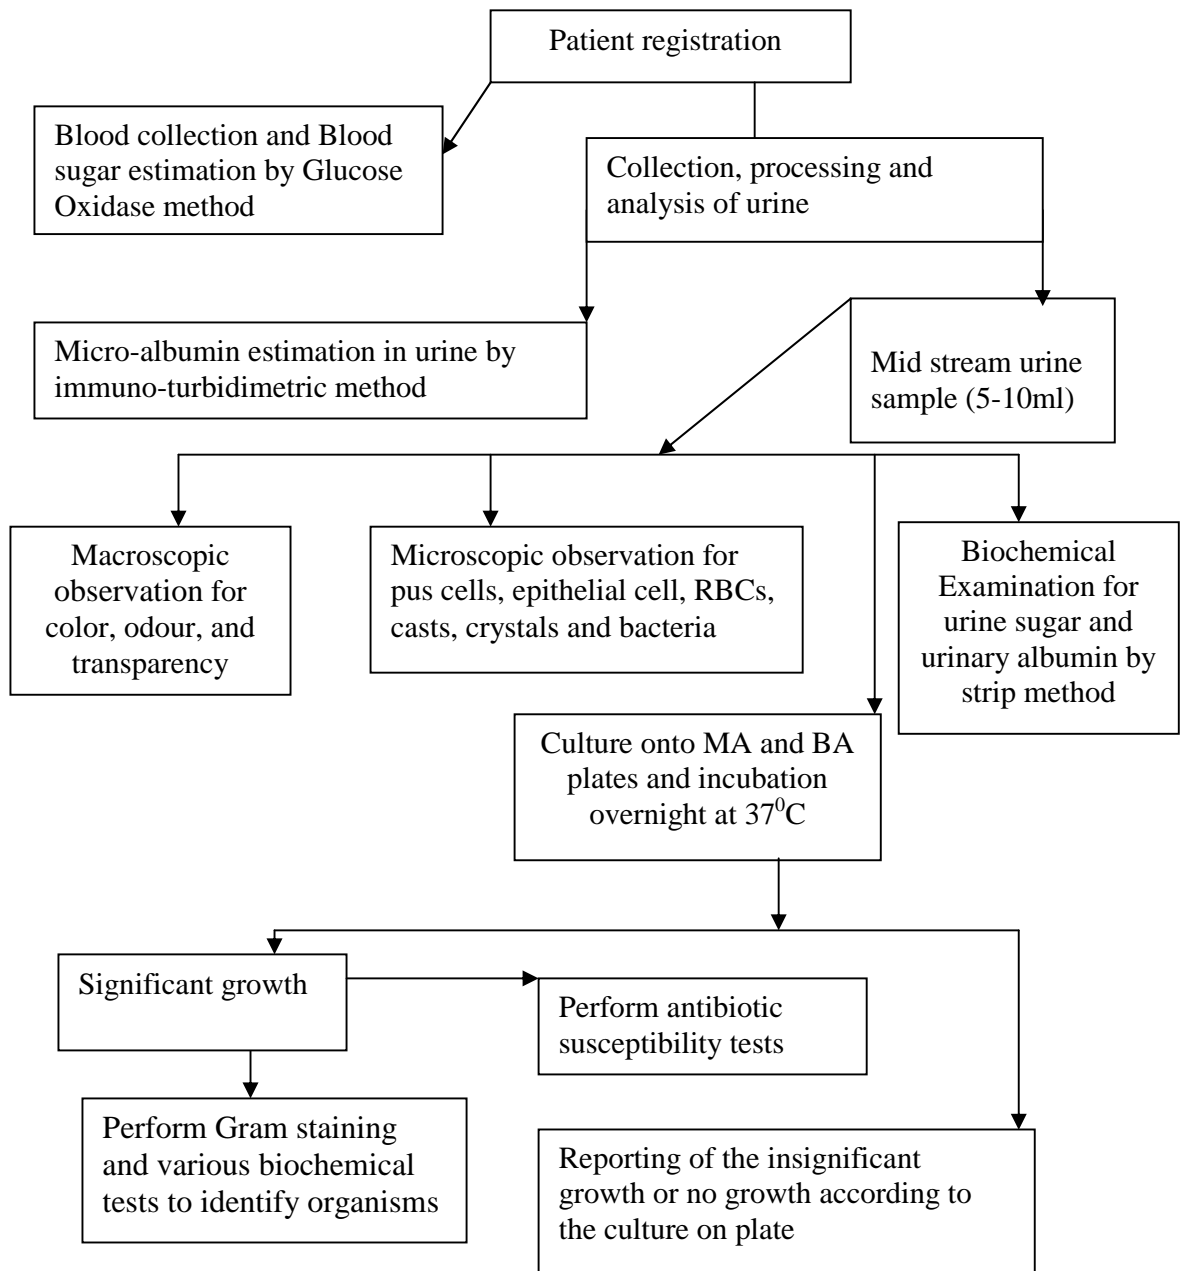 Patient registration
Blood collection and Blood
sugar estimation by Glucose
Oxidase method
Collection, processing and
analysis of urine
Micro-albumin estimation in urine by
immuno-turbidimetric method
Mid stream urine
sample (5-10ml)
Macroscopic
observation for
color, odour, and
transparency
Microscopic observation for
pus cells, epithelial cell, RBCs,
casts, crystals and bacteria
Biochemical
Examination for
urine sugar and
urinary albumin by
strip method
Culture onto MA and BA
plates and incubation
overnight at 37⁰C
Significant growth
Perform antibiotic
susceptibility tests
Perform Gram staining
and various biochemical
tests to identify organisms
Reporting of the insignificant
growth or no growth according to
the culture on plate